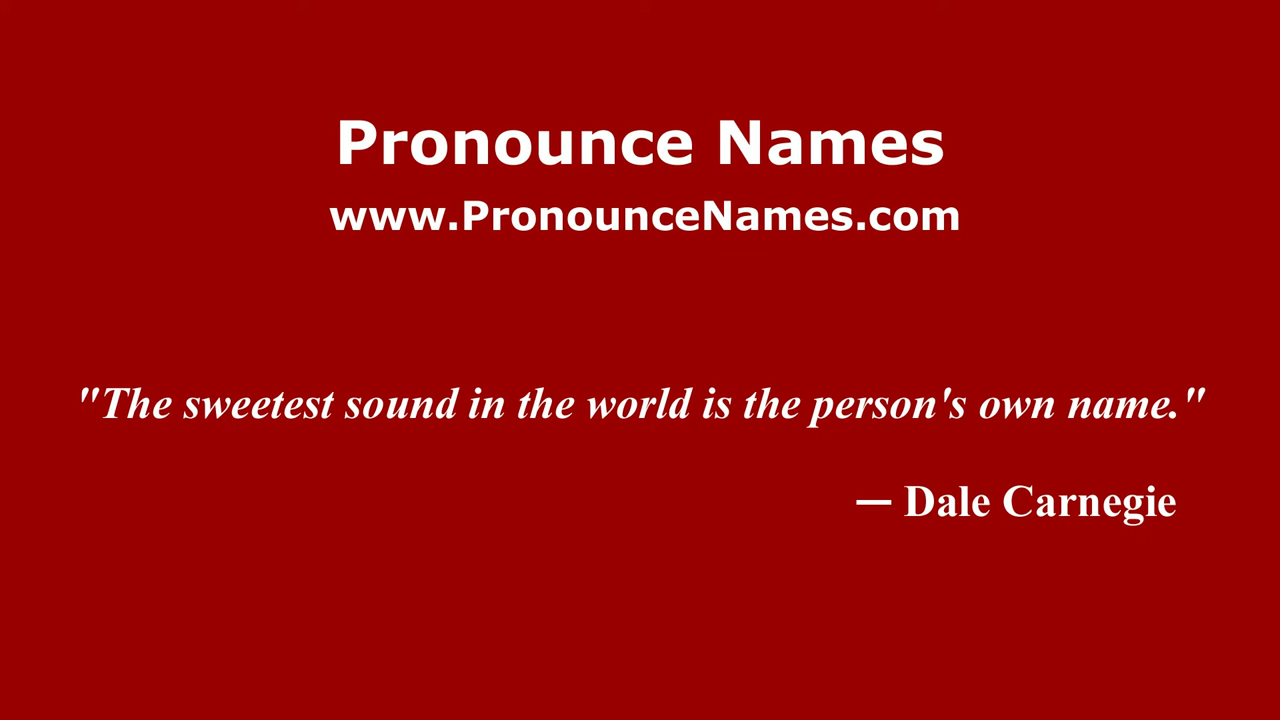 Pronounce Names
www.PronounceNames.com
"The sweetest sound in the world is the person's own name."
— Dale Carnegie